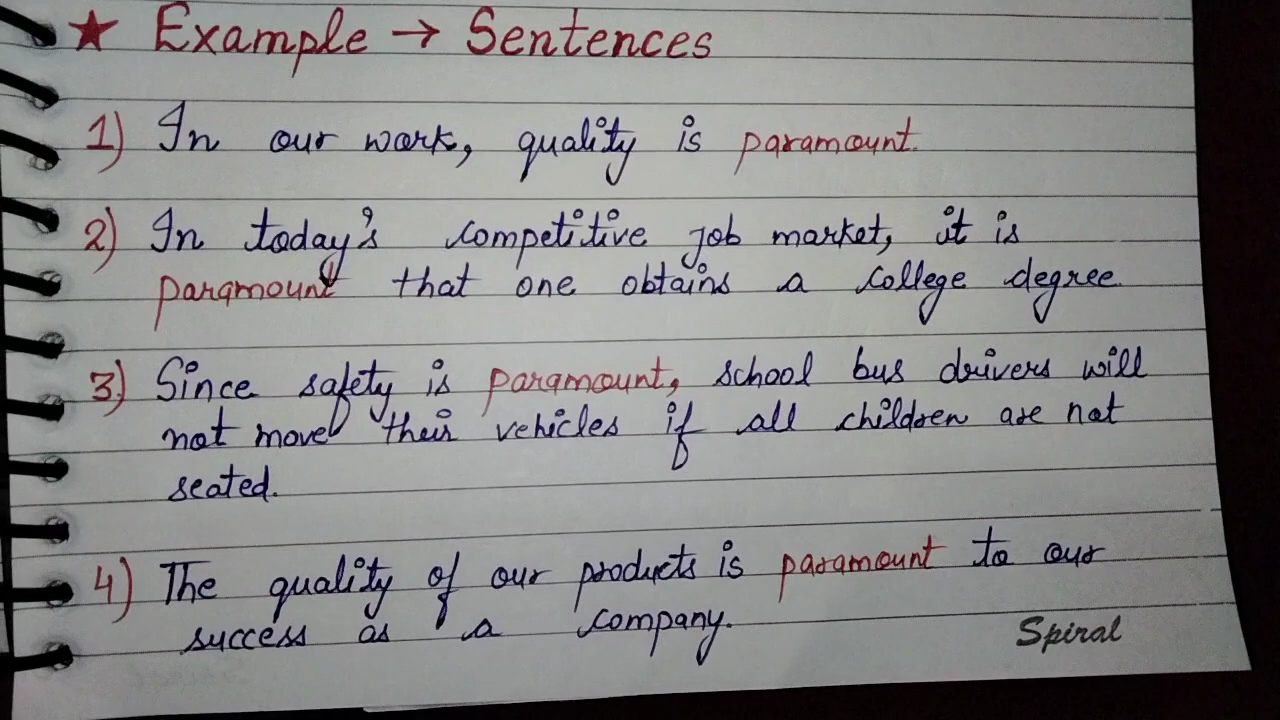 ★ Example → Sentences
1) In our work, quality is paramount.
2) In today's competitive job market, it is
paramount that one obtains a college degree.
3) Since safety is paramount, school bus drivers will
not move their vehicles if all children are not
seated.
4) The quality of our products is paramount to our
success as a company.
Spiral